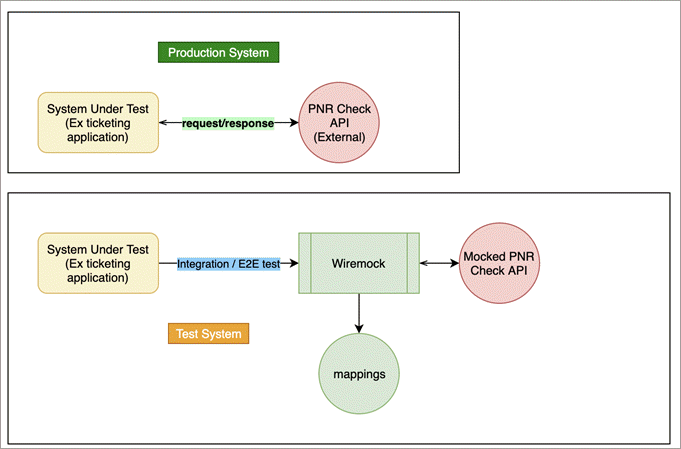 Production System
System Under Test
(Ex ticketing
application)
request/response
PNR Check
API
(External)
System Under Test
(Ex ticketing
application)
Integration / E2E test
Wiremock
Mocked PNR
Check API
Test System
mappings